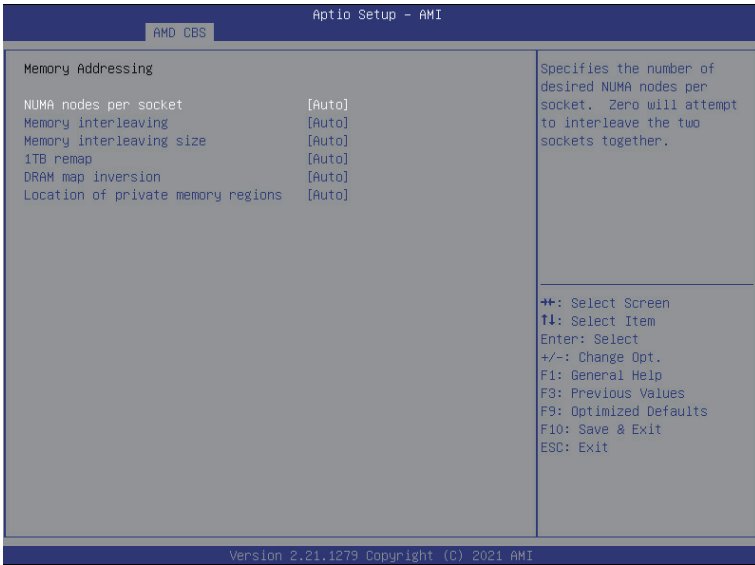 Aptio Setup – AMI
AMD CBS
Memory Addressing
NUMA nodes per socket [Auto]
Memory interleaving [Auto]
Memory interleaving size [Auto]
1TB remap [Auto]
DRAM map inversion [Auto]
Location of private memory regions [Auto]
Specifies the number of
desired NUMA nodes per
socket.  Zero will attempt
to interleave the two
sockets together.
→←: Select Screen
↑↓: Select Item
Enter: Select
+/-: Change Opt.
F1: General Help
F3: Previous Values
F9: Optimized Defaults
F10: Save & Exit
ESC: Exit
Version 2.21.1279 Copyright (C) 2021 AMI